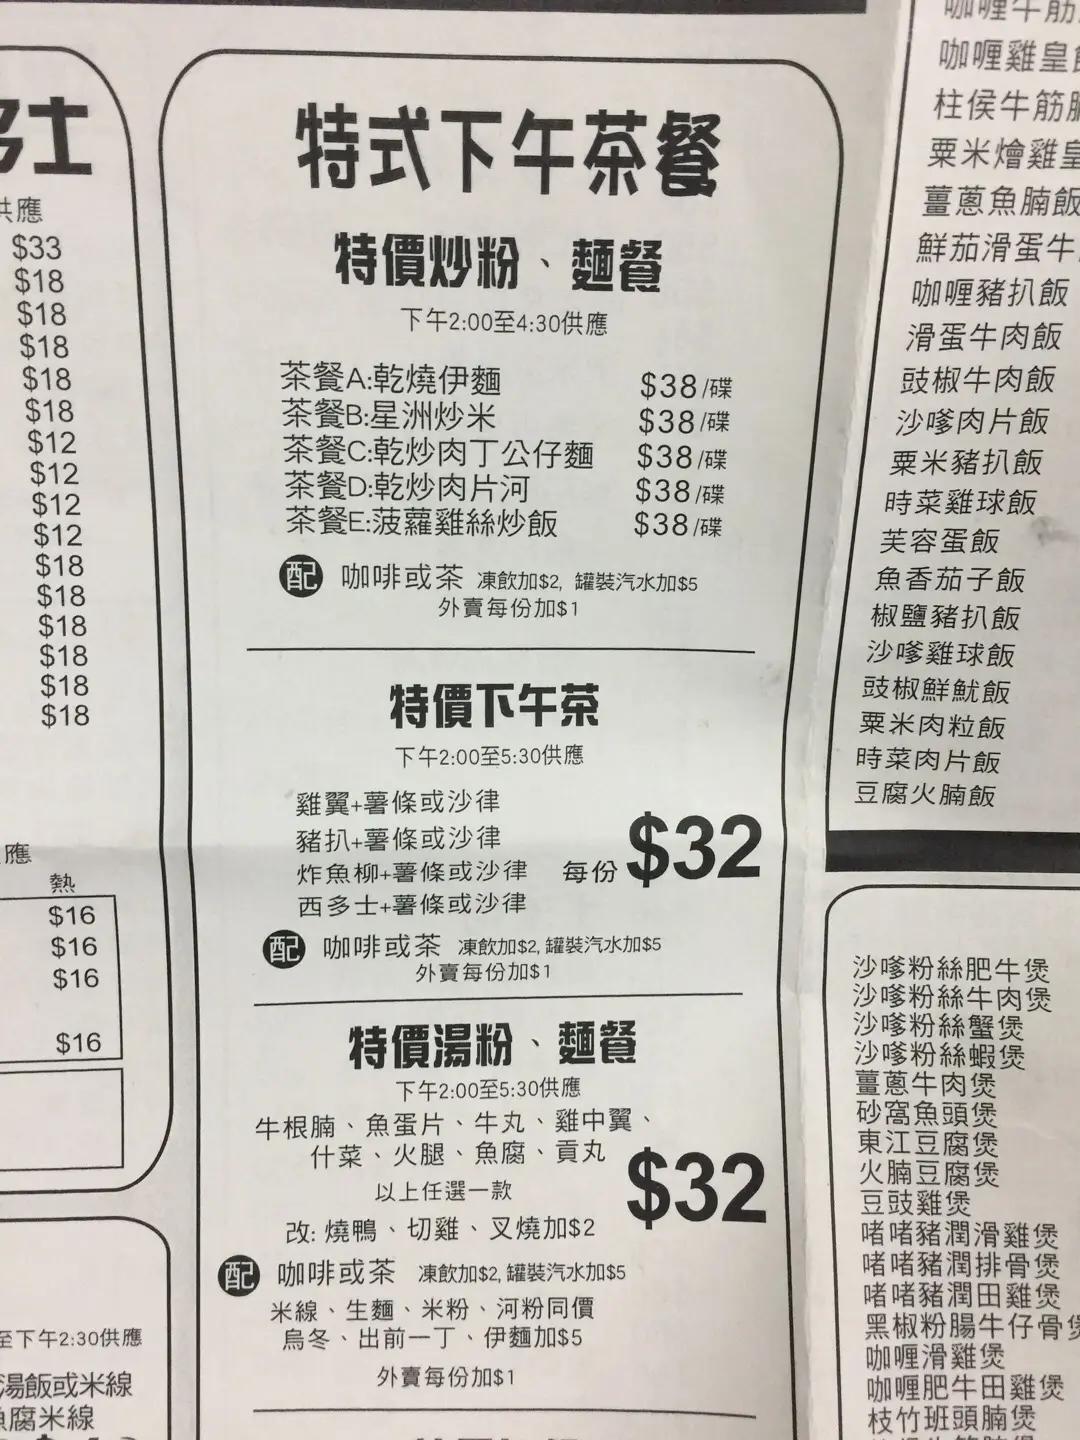 多士
供應
$33
$18
$18
$18
$18
$18
$12
$12
$12
$12
$18
$18
$18
$18
$18
$18
應
熱
$16
$16
$16
$16
至下午2:30供應
湯飯或米線
魚腐米線
特式下午茶餐
特價炒粉、麵餐
下午2:00至4:30供應
茶餐A:乾燒伊麵 $38/碟
茶餐B:星洲炒米 $38/碟
茶餐C:乾炒肉丁公仔麵 $38/碟
茶餐D:乾炒肉片河 $38/碟
茶餐E:菠蘿雞絲炒飯 $38/碟
配 咖啡或茶 凍飲加$2, 罐裝汽水加$5
外賣每份加$1
特價下午茶
下午2:00至5:30供應
雞翼+薯條或沙律
豬扒+薯條或沙律
炸魚柳+薯條或沙律 每份 $32
西多士+薯條或沙律
配 咖啡或茶 凍飲加$2, 罐裝汽水加$5
外賣每份加$1
特價湯粉、麵餐
下午2:00至5:30供應
牛根腩、魚蛋片、牛丸、雞中翼、
什菜、火腿、魚腐、貢丸
以上任選一款 $32
改: 燒鴨、切雞、叉燒加$2
配 咖啡或茶 凍飲加$2, 罐裝汽水加$5
米線、生麵、米粉、河粉同價
烏冬、出前一丁、伊麵加$5
外賣每份加$1
咖喱牛筋
咖喱雞皇飯
柱侯牛筋腩
粟米燴雞皇
薑蔥魚腩飯
鮮茄滑蛋牛
咖喱豬扒飯
滑蛋牛肉飯
豉椒牛肉飯
沙嗲肉片飯
粟米豬扒飯
時菜雞球飯
芙容蛋飯
魚香茄子飯
椒鹽豬扒飯
沙嗲雞球飯
豉椒鮮魷飯
粟米肉粒飯
時菜肉片飯
豆腐火腩飯
沙嗲粉絲肥牛煲
沙嗲粉絲牛肉煲
沙嗲粉絲蟹煲
沙嗲粉絲蝦煲
薑蔥牛肉煲
砂窩魚頭煲
東江豆腐煲
火腩豆腐煲
豆豉雞煲
啫啫豬潤滑雞煲
啫啫豬潤排骨煲
啫啫豬潤田雞煲
黑椒粉腸牛仔骨煲
咖喱滑雞煲
咖喱肥牛田雞煲
枝竹班頭腩煲